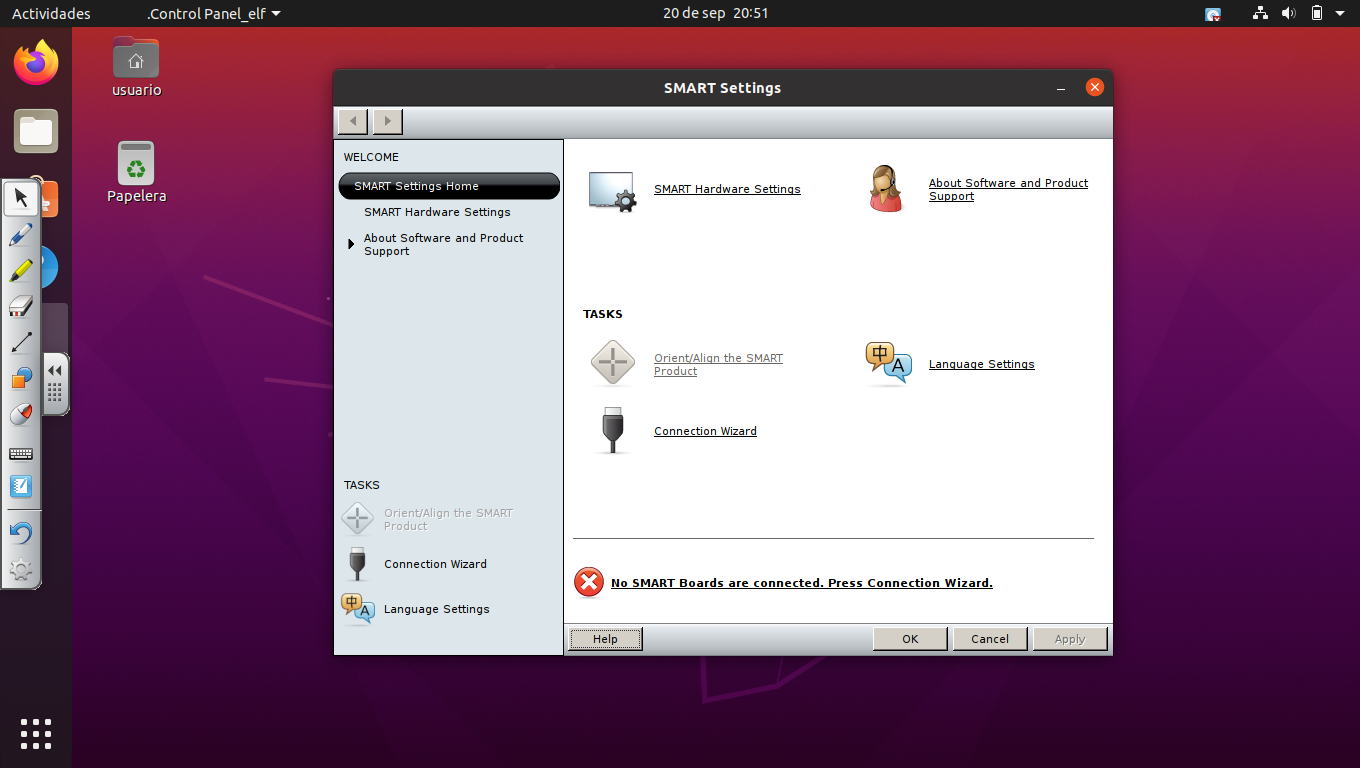 Actividades
.Control Panel_elf
20 de sep 20:51
usuario
Papelera
SMART Settings
WELCOME
SMART Settings Home
SMART Hardware Settings
About Software and Product
Support
TASKS
Orient/Align the SMART
Product
Connection Wizard
Language Settings
SMART Hardware Settings
About Software and Product
Support
TASKS
Orient/Align the SMART
Product
Language Settings
Connection Wizard
No SMART Boards are connected. Press Connection Wizard.
Help
OK
Cancel
Apply
中
A
中
A